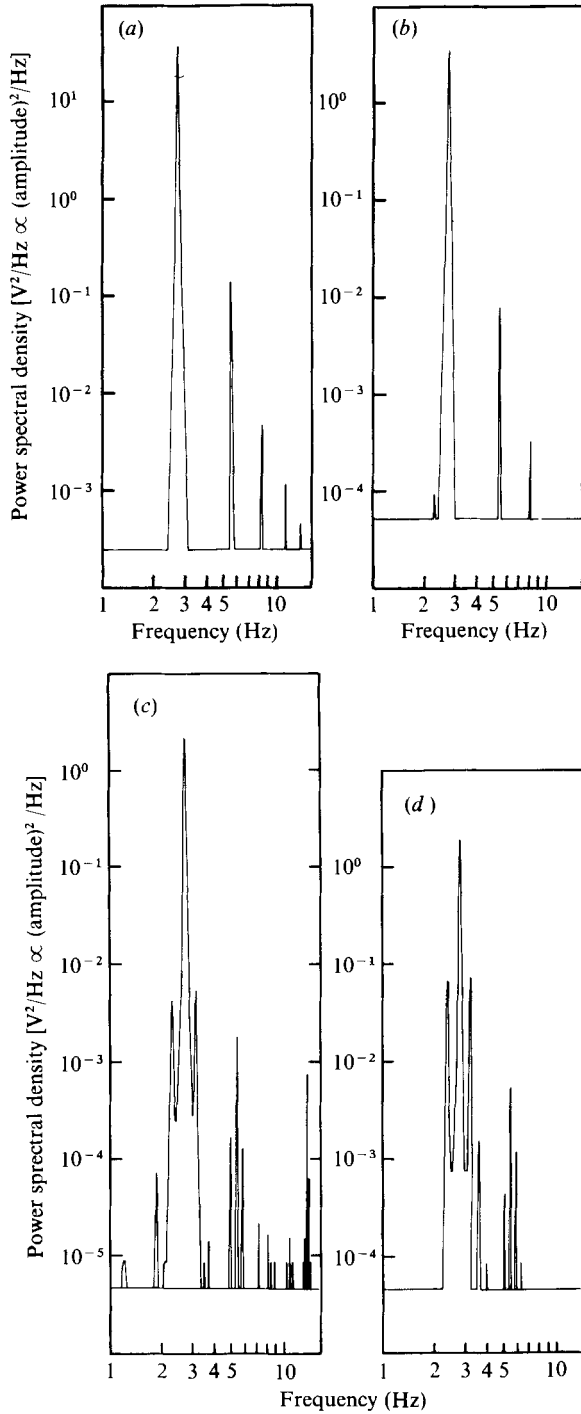 (a)
Power spectral density [V²/Hz ∝ (amplitude)²/Hz]
10¹
10⁰
10⁻¹
10⁻²
10⁻³
1 2 3 4 5 10
Frequency (Hz)
(b)
10⁰
10⁻¹
10⁻²
10⁻³
10⁻⁴
1 2 3 4 5 10
Frequency (Hz)
(c)
Power sprectral density [V²/Hz ∝ (amplitude)² /Hz]
10⁰
10⁻¹
10⁻²
10⁻³
10⁻⁴
10⁻⁵
1 2 3 4 5 10
(d)
10⁰
10⁻¹
10⁻²
10⁻³
10⁻⁴
1 2 3 4 5 10
Frequency (Hz)